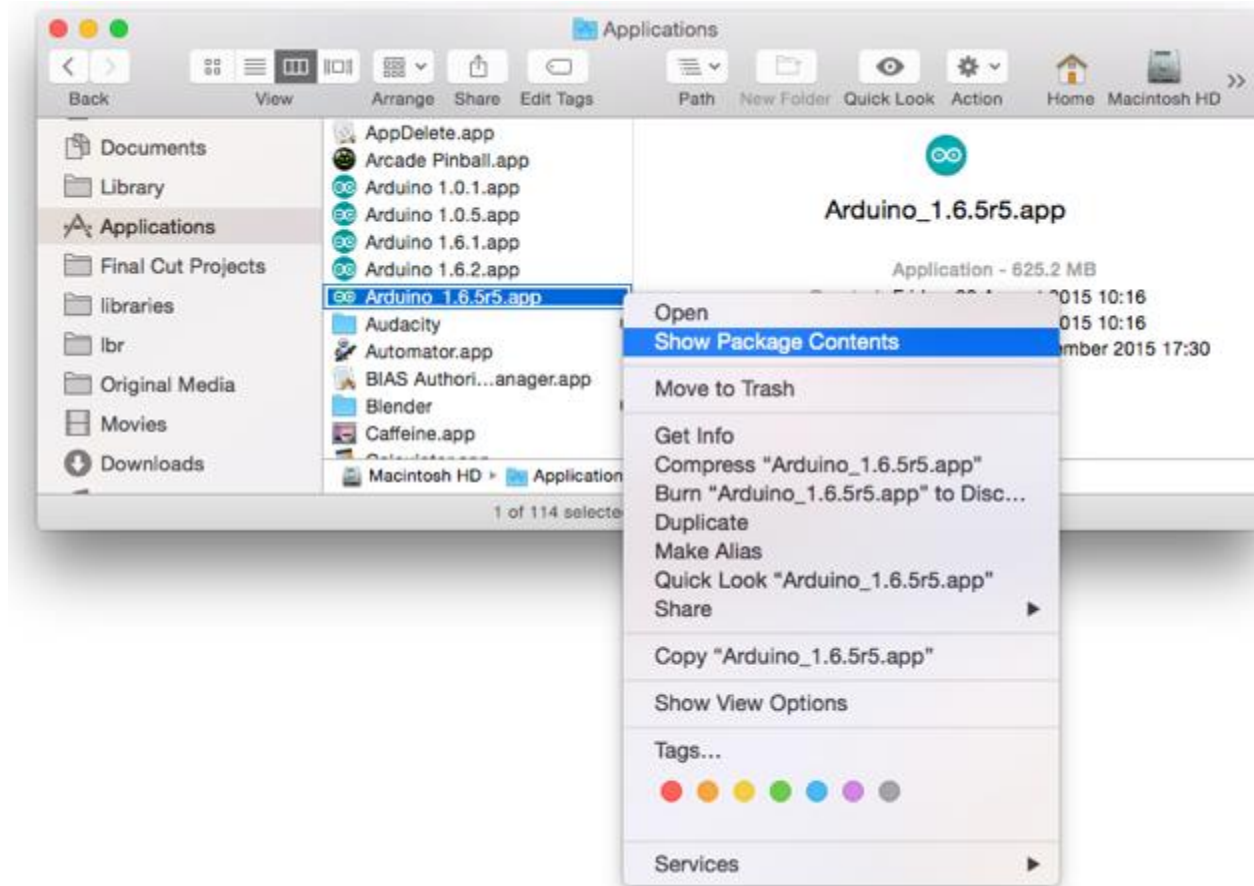 Applications
Back View Arrange Share Edit Tags Path New Folder Quick Look Action Home Macintosh HD
Documents
Library
Applications
Final Cut Projects
libraries
lbr
Original Media
Movies
Downloads
AppDelete.app
Arcade Pinball.app
Arduino 1.0.1.app
Arduino 1.0.5.app
Arduino 1.6.1.app
Arduino 1.6.2.app
Arduino_1.6.5r5.app
Audacity
Automator.app
BIAS Authori...anager.app
Blender
Caffeine.app
Macintosh HD Application
1 of 114 selecte
Arduino_1.6.5r5.app
Application - 625.2 MB
2015 10:16
015 10:16
ember 2015 17:30
Open
Show Package Contents
Move to Trash
Get Info
Compress “Arduino_1.6.5r5.app”
Burn “Arduino_1.6.5r5.app” to Disc...
Duplicate
Make Alias
Quick Look “Arduino_1.6.5r5.app”
Share
Copy “Arduino_1.6.5r5.app”
Show View Options
Tags...
Services